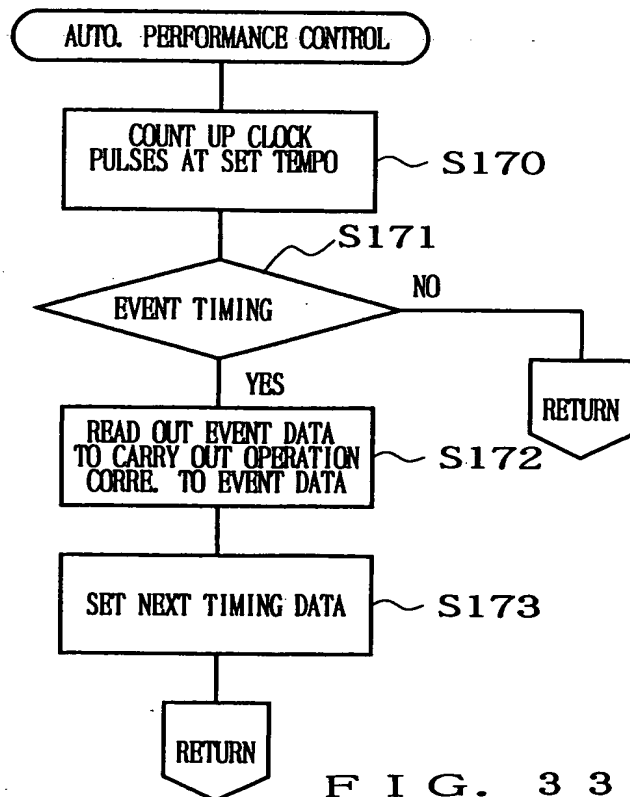 AUTO. PERFORMANCE CONTROL
COUNT UP CLOCK
PULSES AT SET TEMPO
S170
S171
EVENT TIMING
NO
YES
RETURN
READ OUT EVENT DATA
TO CARRY OUT OPERATION
CORRE. TO EVENT DATA
S172
SET NEXT TIMING DATA
S173
RETURN
FIG. 33